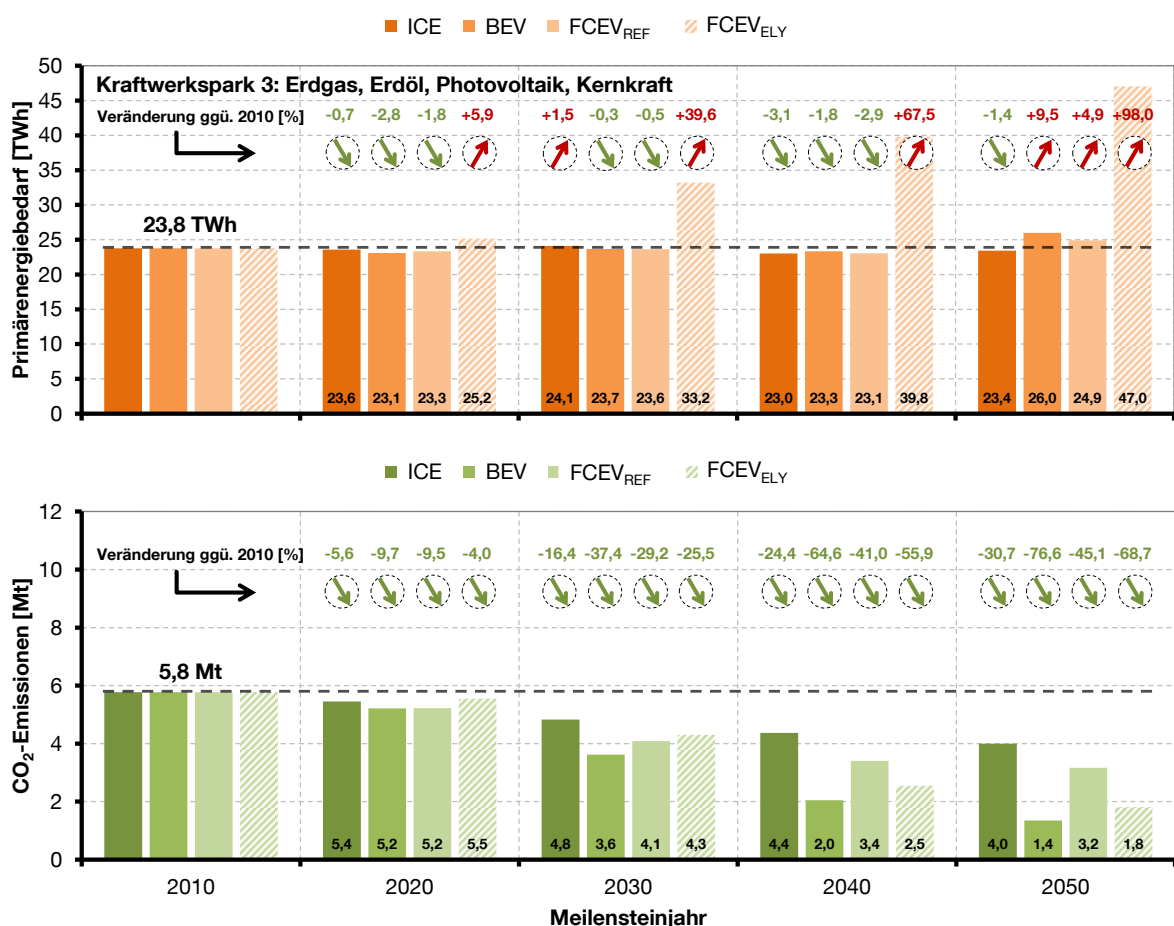 ICE BEV FCEV_REF FCEV_ELY
Primärenergiebedarf [TWh]
50
45
40
35
30
25
20
15
10
5
0
Kraftwerkspark 3: Erdgas, Erdöl, Photovoltaik, Kernkraft
Veränderung ggü. 2010 [%] -0,7 -2,8 -1,8 +5,9 +1,5 -0,3 -0,5 +39,6 -3,1 -1,8 -2,9 +67,5 -1,4 +9,5 +4,9 +98,0
23,8 TWh
23,6 23,1 23,3 25,2 24,1 23,7 23,6 33,2 23,0 23,3 23,1 39,8 23,4 26,0 24,9 47,0
ICE BEV FCEV_REF FCEV_ELY
CO₂-Emissionen [Mt]
12
10
8
6
4
2
0
Veränderung ggü. 2010 [%] -5,6 -9,7 -9,5 -4,0 -16,4 -37,4 -29,2 -25,5 -24,4 -64,6 -41,0 -55,9 -30,7 -76,6 -45,1 -68,7
5,8 Mt
5,4 5,2 5,2 5,5 4,8 3,6 4,1 4,3 4,4 2,0 3,4 2,5 4,0 1,4 3,2 1,8
2010 2020 2030 2040 2050
Meilensteinjahr